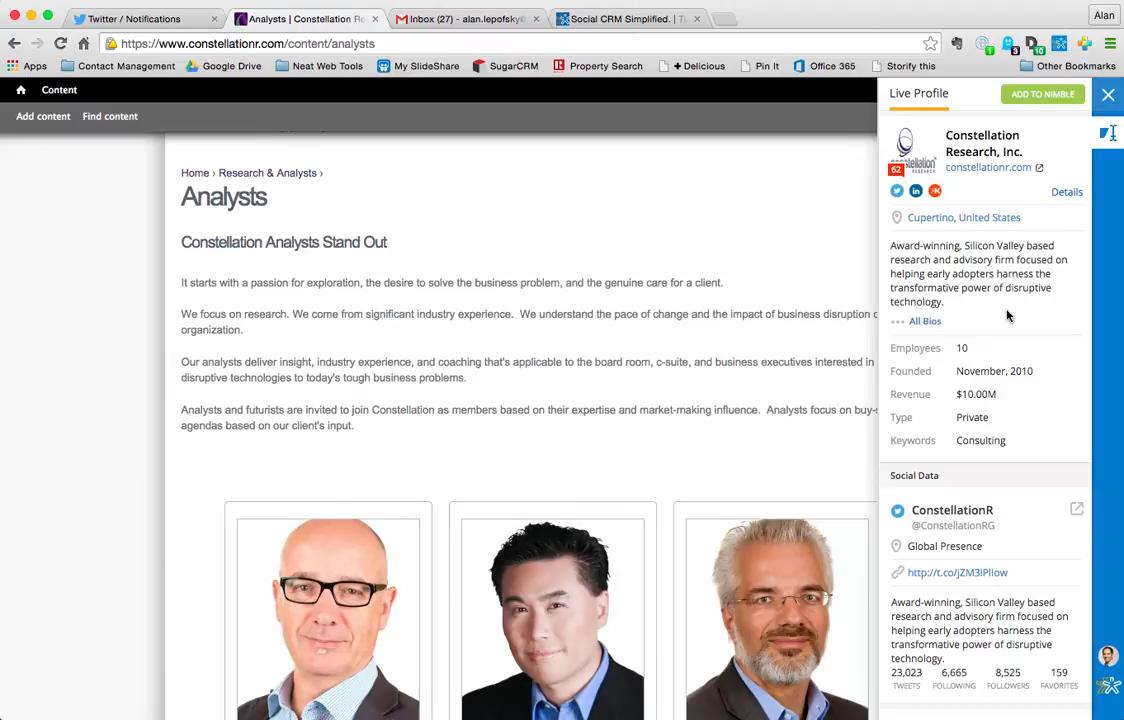 Twitter / Notifications
Analysts | Constellation Re
Inbox (27) - alan.lepofsky@
Social CRM Simplified. | Tu
Alan
https://www.constellationr.com/content/analysts
1
3
10
Apps
Contact Management
Google Drive
Neat Web Tools
My SlideShare
SugarCRM
Property Search
+ Delicious
Pin It
Office 365
Storify this
Other Bookmarks
Content
Add content
Find content
Home › Research & Analysts ›
Analysts
Constellation Analysts Stand Out
It starts with a passion for exploration, the desire to solve the business problem, and the genuine care for a client.
We focus on research. We come from significant industry experience. We understand the pace of change and the impact of business disruption o
organization.
Our analysts deliver insight, industry experience, and coaching that's applicable to the board room, c-suite, and business executives interested in
disruptive technologies to today's tough business problems.
Analysts and futurists are invited to join Constellation as members based on their expertise and market-making influence. Analysts focus on buy-s
agendas based on our client's input.
Live Profile
ADD TO NIMBLE
Constellation
RESEARCH
62
Constellation
Research, Inc.
constellationr.com
Details
Cupertino, United States
Award-winning, Silicon Valley based
research and advisory firm focused on
helping early adopters harness the
transformative power of disruptive
technology.
All Bios
Employees 10
Founded November, 2010
Revenue $10.00M
Type Private
Keywords Consulting
Social Data
ConstellationR
@ConstellationRG
Global Presence
http://t.co/jZM3iPlIow
Award-winning, Silicon Valley based
research and advisory firm focused on
helping early adopters harness the
transformative power of disruptive
technology.
23,023 6,665 8,525 159
TWEETS FOLLOWING FOLLOWERS FAVORITES